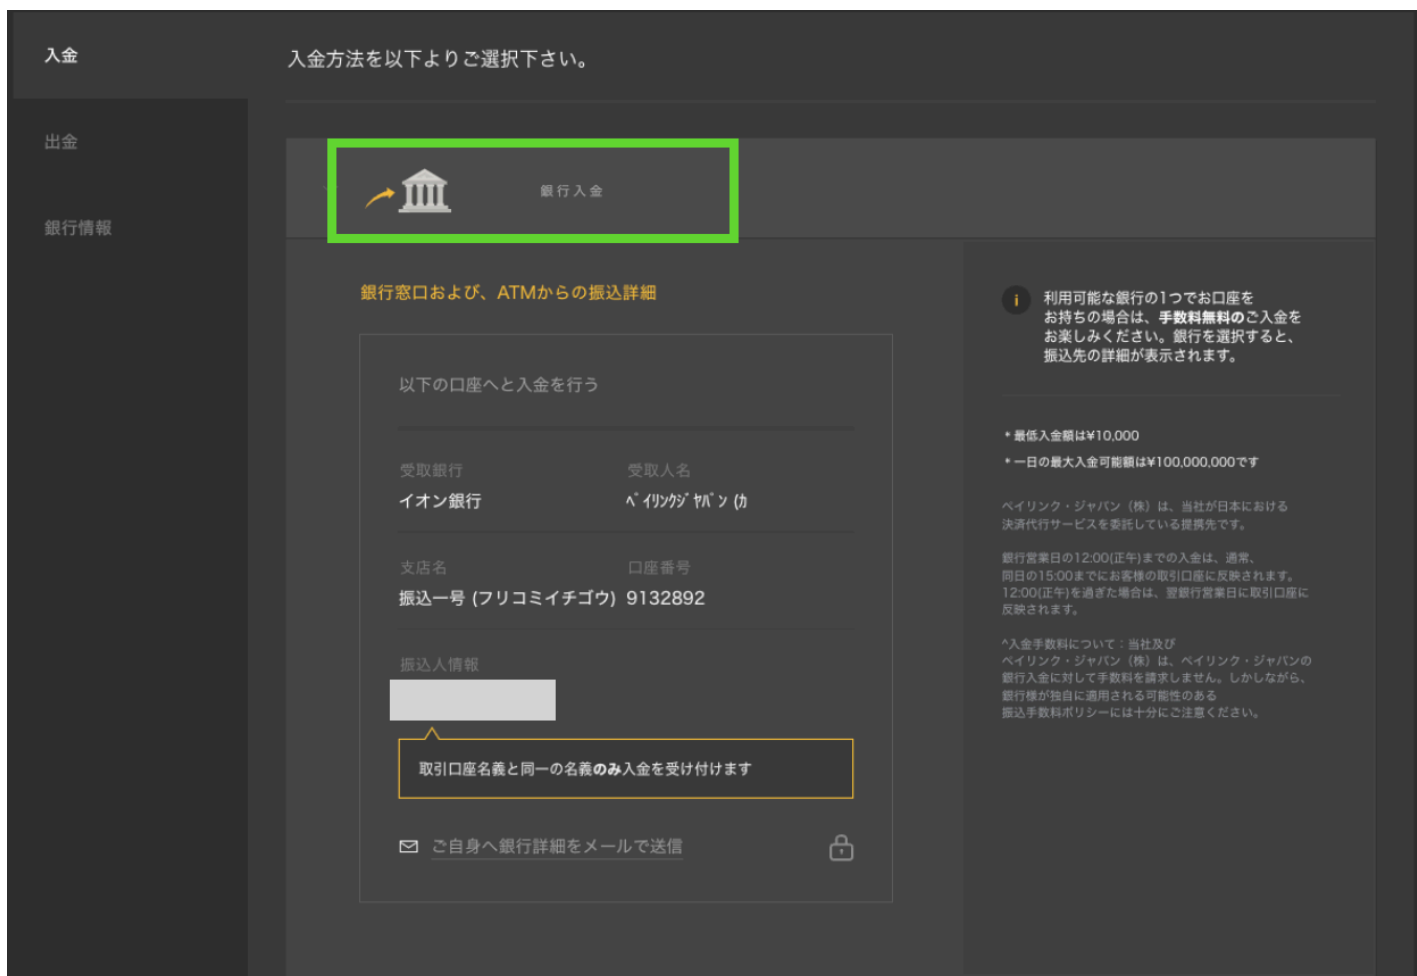 入金
出金
銀行情報
入金方法を以下よりご選択下さい。
銀行入金
銀行窓口および、ATMからの振込詳細
以下の口座へと入金を行う
受取銀行
イオン銀行
受取人名
ﾍﾟｲﾘﾝｸｼﾞﾔﾊﾟﾝ (ｶ
支店名
振込一号 (フリコミイチゴウ)
口座番号
9132892
振込人情報
取引口座名義と同一の名義のみ入金を受け付けます
ご自身へ銀行詳細をメールで送信
i
利用可能な銀行の1つでお口座を
お持ちの場合は、手数料無料のご入金を
お楽しみください。銀行を選択すると、
振込先の詳細が表示されます。
* 最低入金額は¥10,000
* 一日の最大入金可能額は¥100,000,000です
ペイリンク・ジャパン（株）は、当社が日本における
決済代行サービスを委託している提携先です。
銀行営業日の12:00(正午)までの入金は、通常、
同日の15:00までにお客様の取引口座に反映されます。
12:00(正午)を過ぎた場合は、翌銀行営業日に取引口座に
反映されます。
^入金手数料について：当社及び
ペイリンク・ジャパン（株）は、ペイリンク・ジャパンの
銀行入金に対して手数料を請求しません。しかしながら、
銀行様が独自に適用される可能性のある
振込手数料ポリシーには十分にご注意ください。